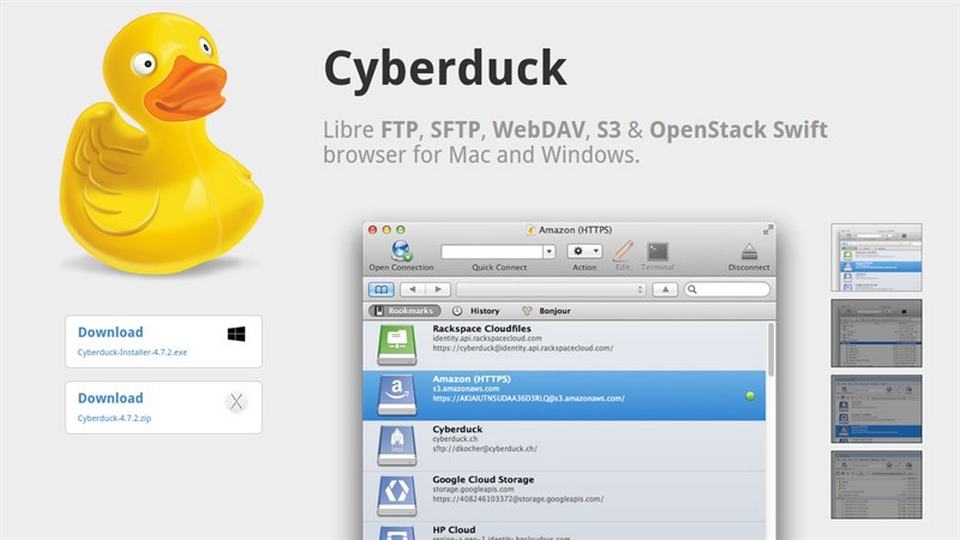 Cyberduck
Libre FTP, SFTP, WebDAV, S3 & OpenStack Swift
browser for Mac and Windows.
Download
Cyberduck-Installer-4.7.2.exe
Download
Cyberduck-4.7.2.zip
Amazon (HTTPS)
Open Connection
Quick Connect
Action
Edit
Terminal
Disconnect
Bookmarks
History
Bonjour
Rackspace Cloudfiles
identity.api.rackspacecloud.com
https://cyberduck@identity.api.rackspacecloud.com/
Amazon (HTTPS)
s3.amazonaws.com
https://AKIAIUTN5UDAA36D3RLQ@s3.amazonaws.com/
Cyberduck
cyberduck.ch
sftp://dkocher@cyberduck.ch/
Google Cloud Storage
storage.googleapis.com
https://408246103372@storage.googleapis.com/
HP Cloud